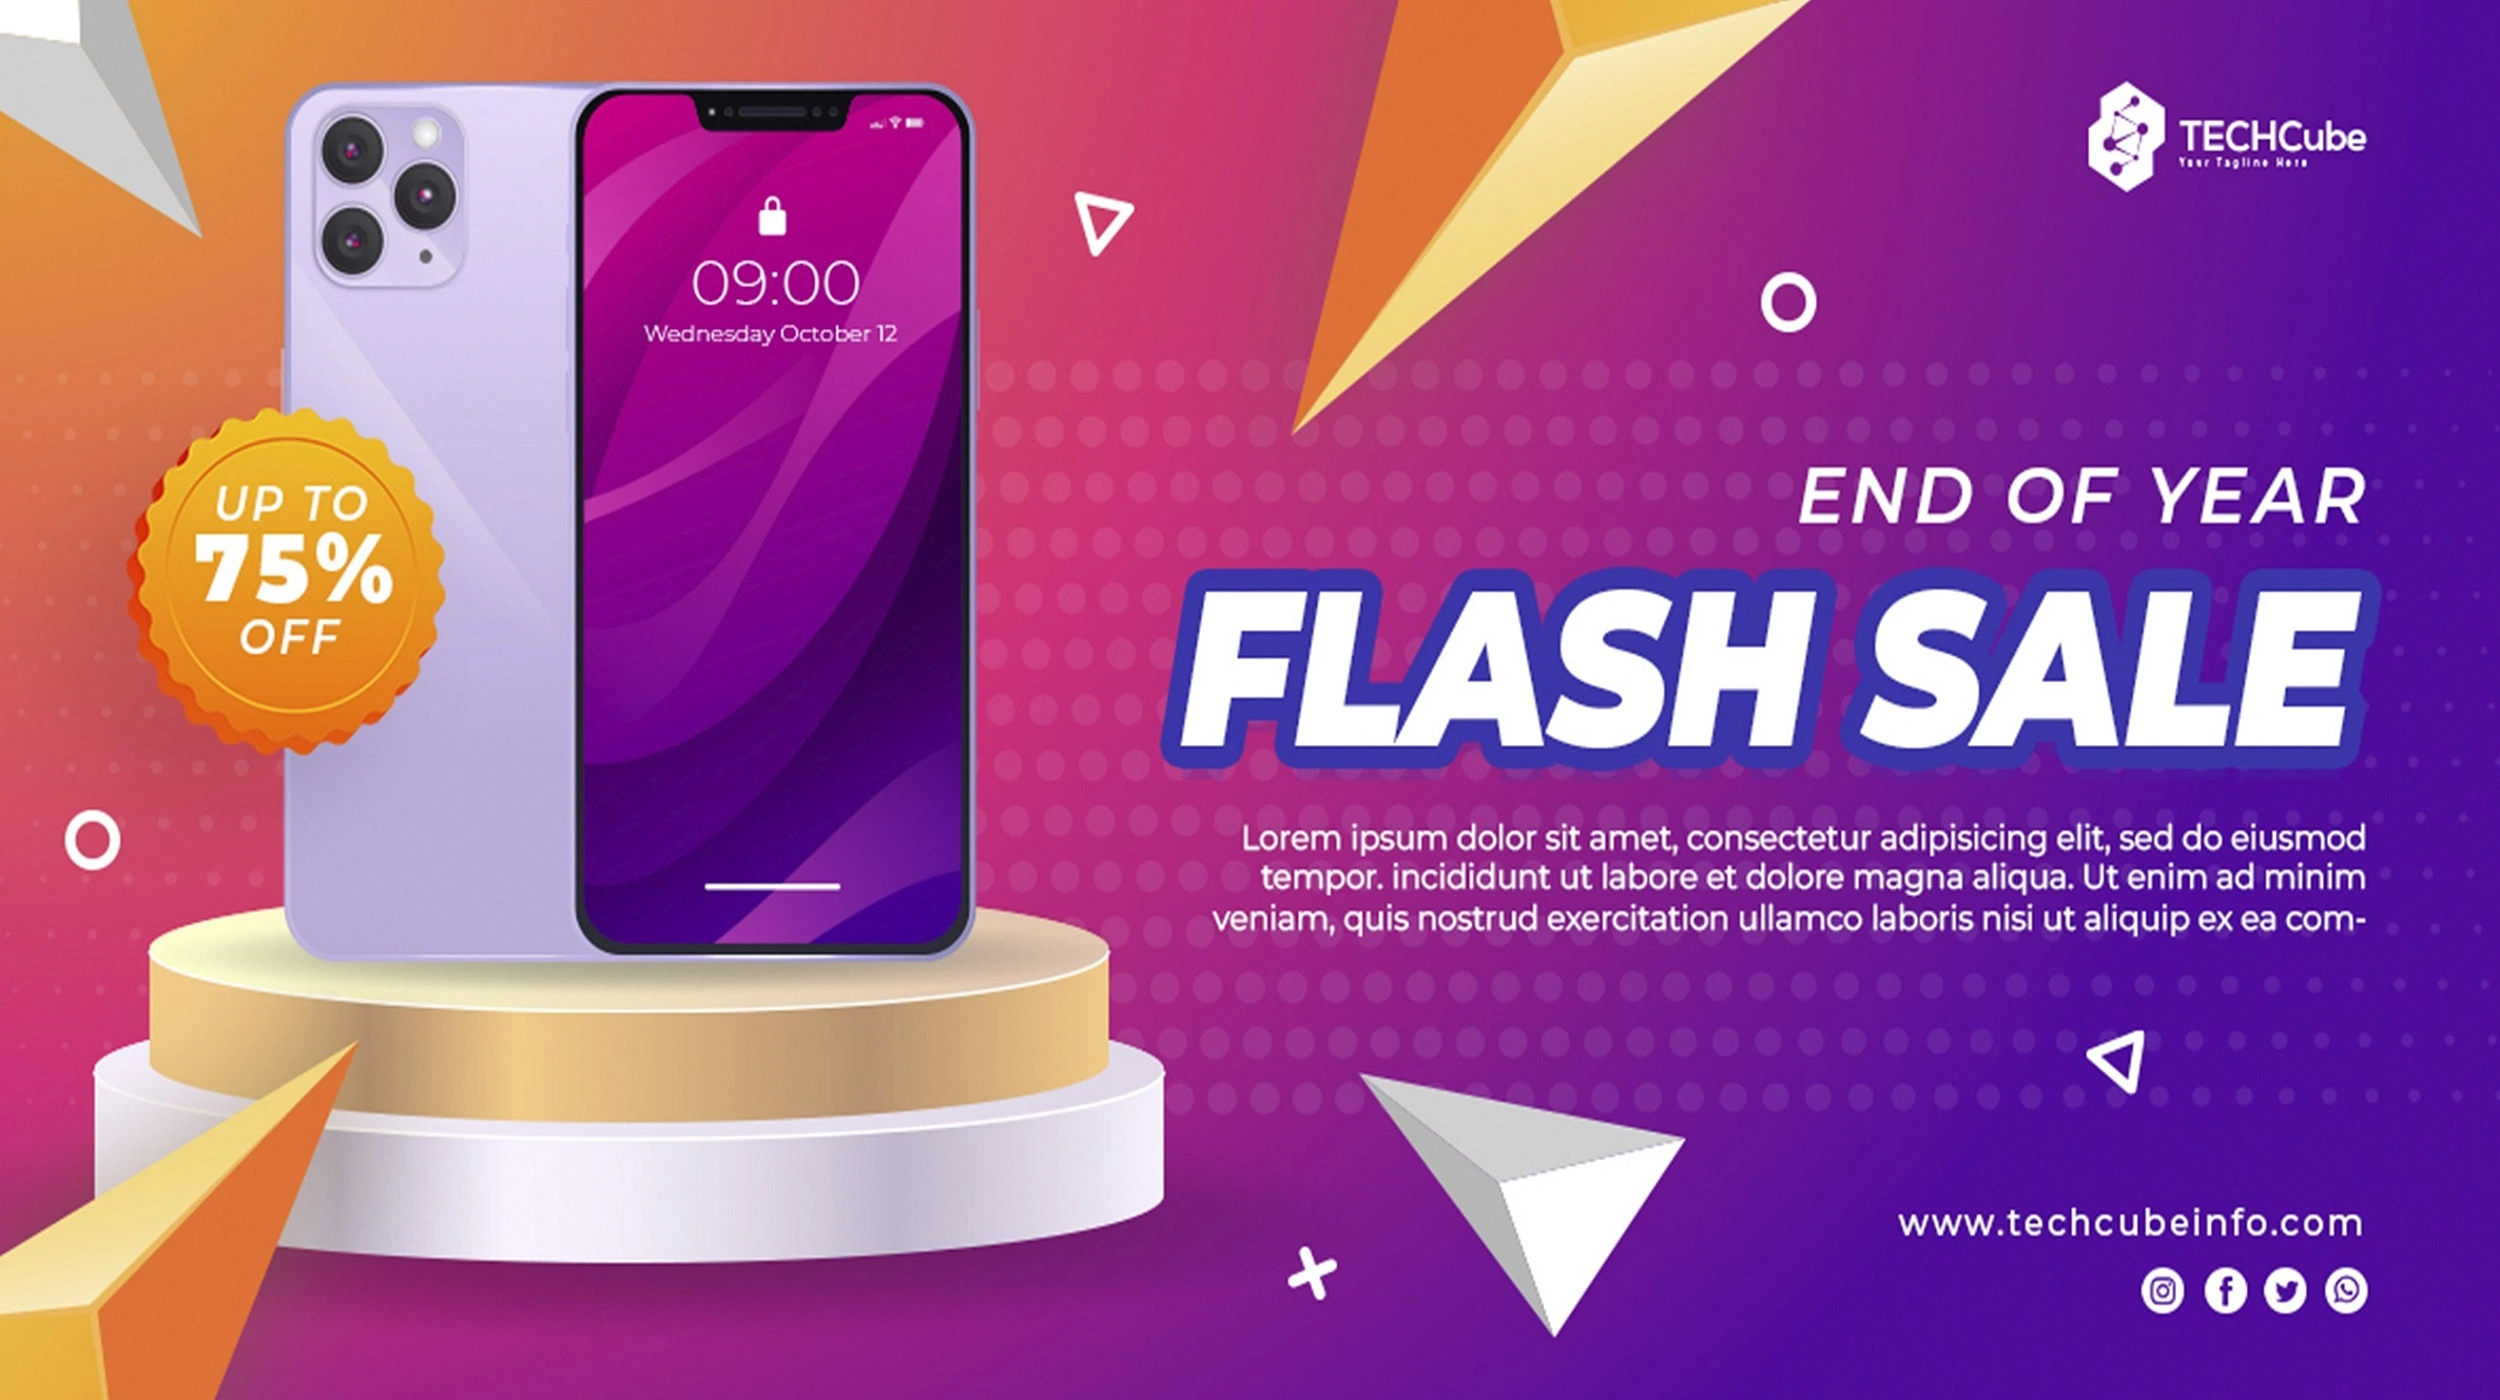 TECHCube
Your Tagline Here
09:00
Wednesday October 12
UP TO
75%
OFF
END OF YEAR
FLASH SALE
Lorem ipsum dolor sit amet, consectetur adipisicing elit, sed do eiusmod
tempor. incididunt ut labore et dolore magna aliqua. Ut enim ad minim
veniam, quis nostrud exercitation ullamco laboris nisi ut aliquip ex ea com-
www.techcubeinfo.com